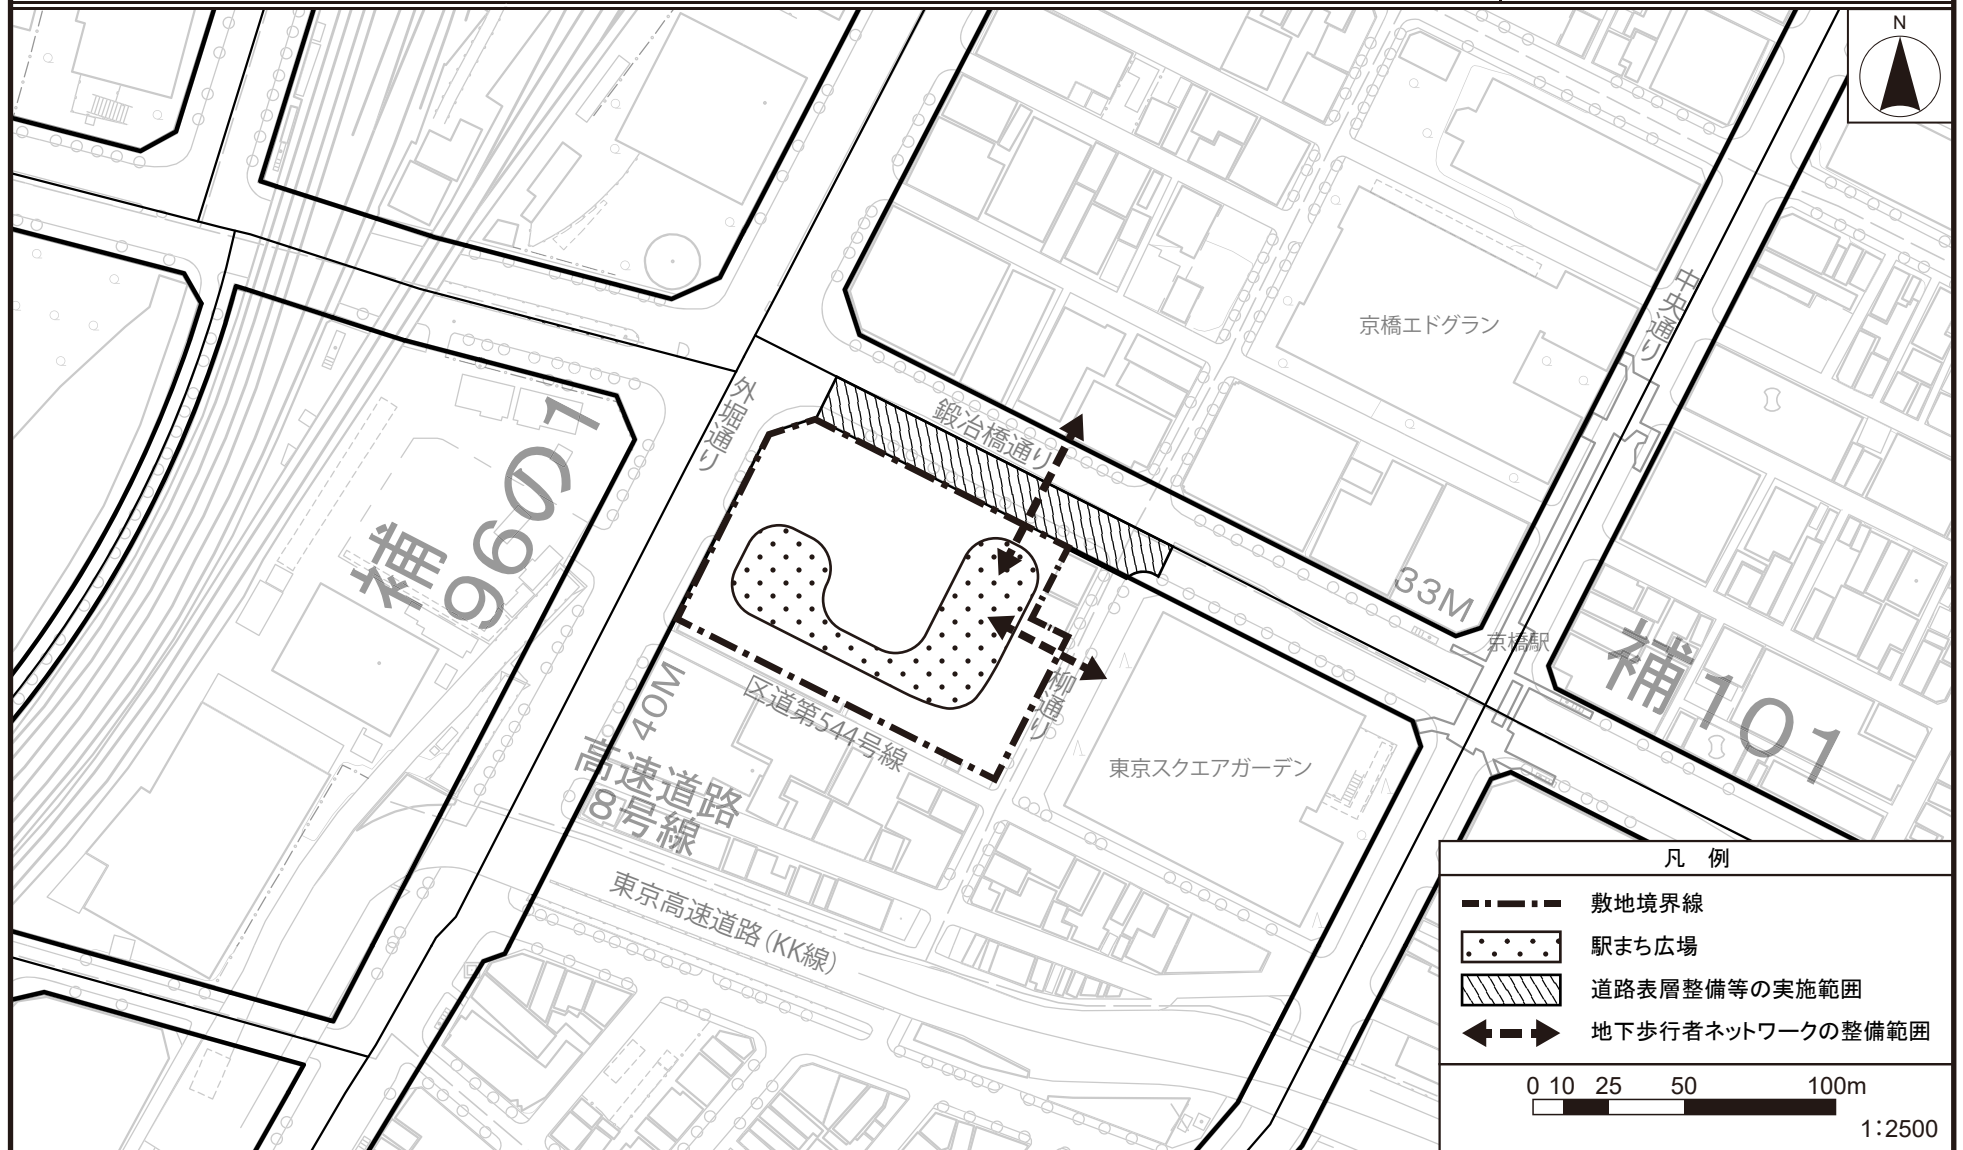 N
京橋エドグラン
中央通り
外堀通り
鍛冶橋通り
補
96の1
33M
京橋駅
補101
柳通り
区道第544号線
40M
高速道路
8号線
東京スクエアガーデン
東京高速道路(KK線)
凡 例
敷地境界線
駅まち広場
道路表層整備等の実施範囲
地下歩行者ネットワークの整備範囲
0 10 25 50 100m
1:2500